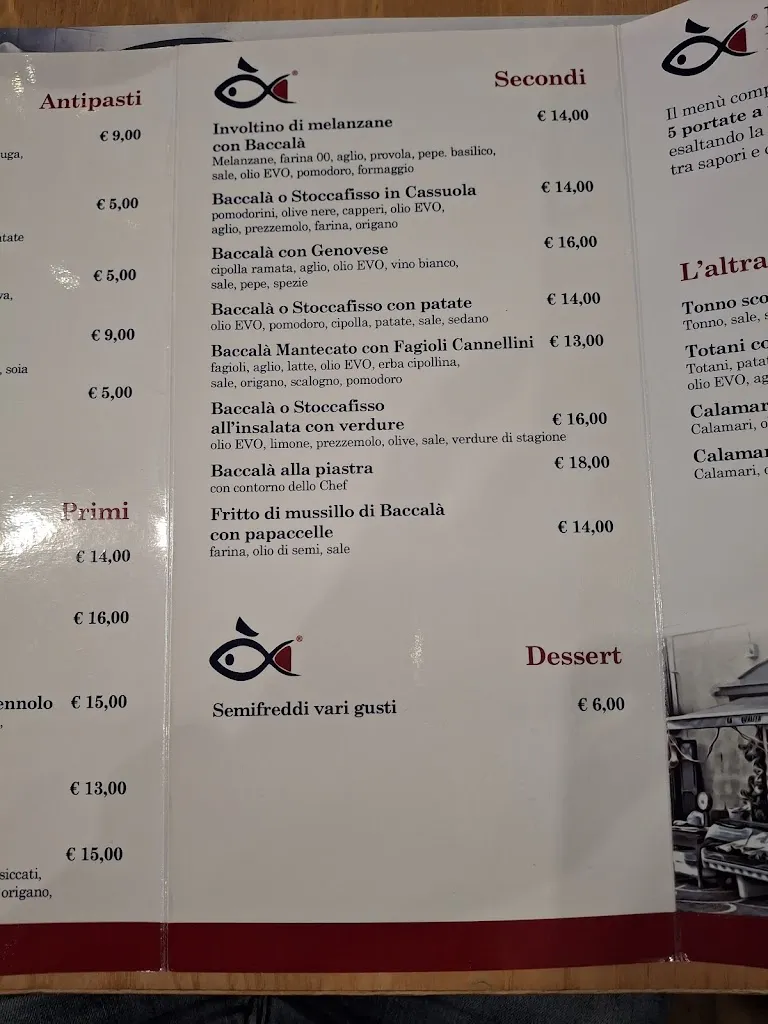 Antipasti
€ 9,00
€ 5,00
€ 5,00
€ 9,00
, soia
€ 5,00
Primi
€ 14,00
€ 16,00
€ 15,00
€ 13,00
€ 15,00
origano,
Secondi
Involtino di melanzane
con Baccalà € 14,00
Melanzane, farina 00, aglio, provola, pepe. basilico,
sale, olio EVO, pomodoro, formaggio
Baccalà o Stoccafisso in Cassuola € 14,00
pomodorini, olive nere, capperi, olio EVO,
aglio, prezzemolo, farina, origano
Baccalà con Genovese € 16,00
cipolla ramata, aglio, olio EVO, vino bianco,
sale, pepe, spezie
Baccalà o Stoccafisso con patate € 14,00
olio EVO, pomodoro, cipolla, patate, sale, sedano
Baccalà Mantecato con Fagioli Cannellini € 13,00
fagioli, aglio, latte, olio EVO, erba cipollina,
sale, origano, scalogno, pomodoro
Baccalà o Stoccafisso
all'insalata con verdure € 16,00
olio EVO, limone, prezzemolo, olive, sale, verdure di stagione
Baccalà alla piastra € 18,00
con contorno dello Chef
Fritto di mussillo di Baccalà
con papaccelle € 14,00
farina, olio di semi, sale
Dessert
Semifreddi vari gusti € 6,00
Il menù
5 portate a
esaltando la
tra sapori e
L'altra
Tonno
Tonno, sale,
Totani
Totani,
olio EVO,
Calamari,
Calamari,